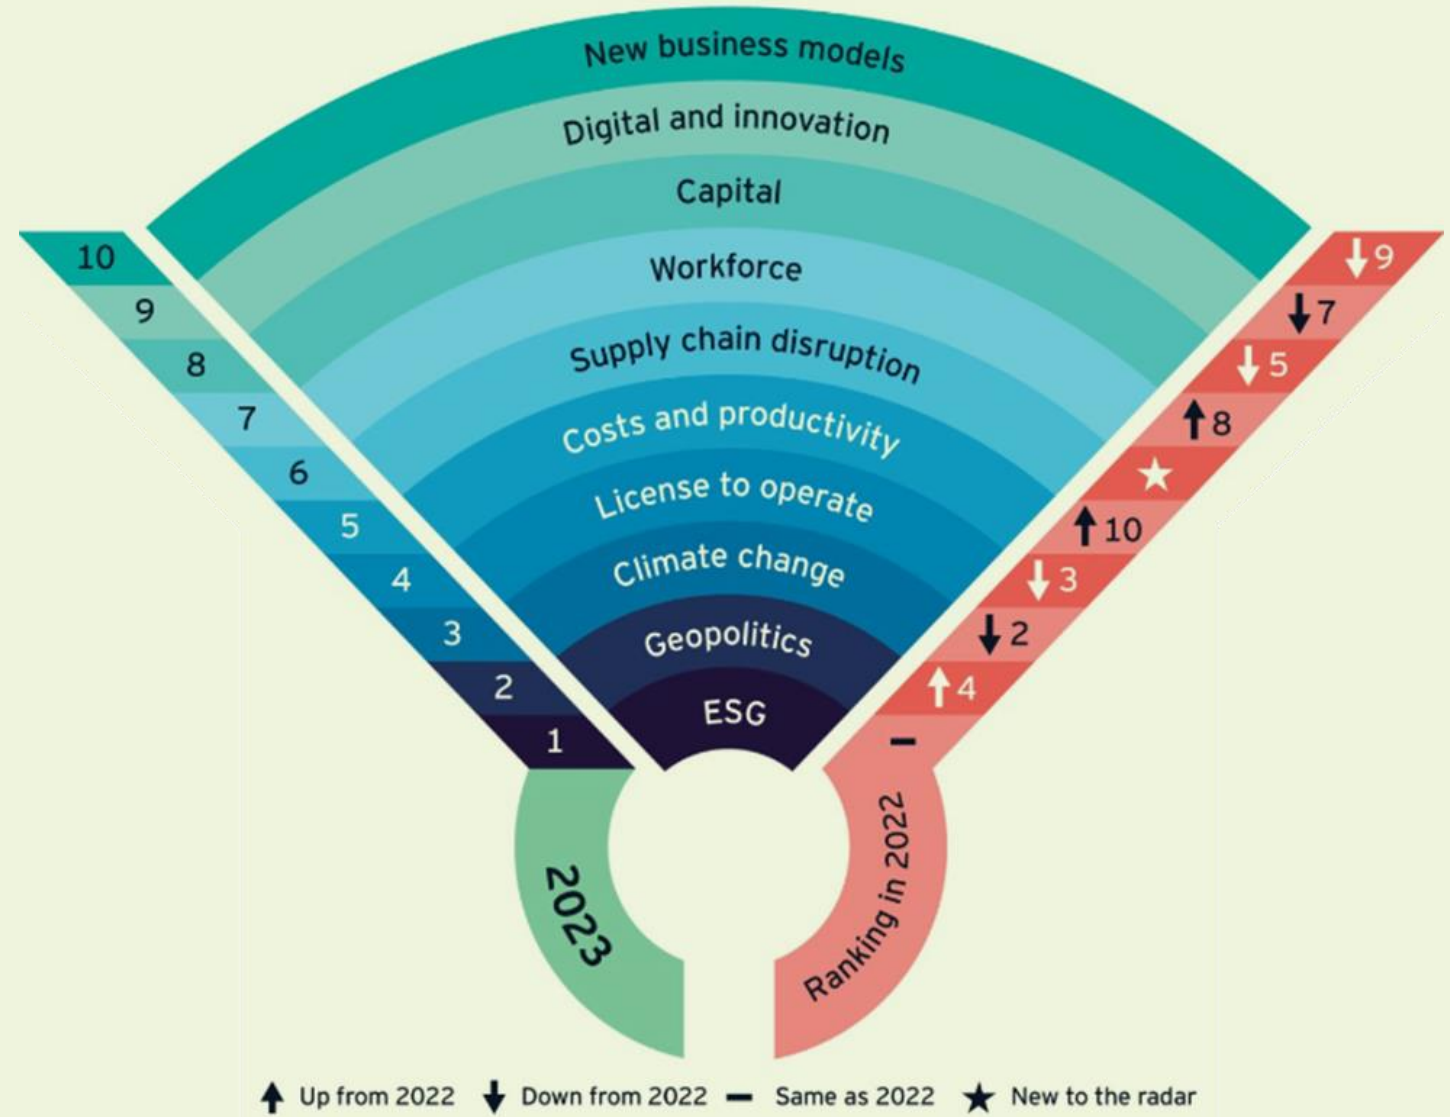 New business models
Digital and innovation
Capital
Workforce
Supply chain disruption
Costs and productivity
License to operate
Climate change
Geopolitics
ESG
10
9
8
7
6
5
4
3
2
1
2023
↓9
↓7
↓5
↑8
★
↑10
↓3
↓2
↑4
–
Ranking in 2022
↑ Up from 2022 ↓ Down from 2022 – Same as 2022 ★ New to the radar